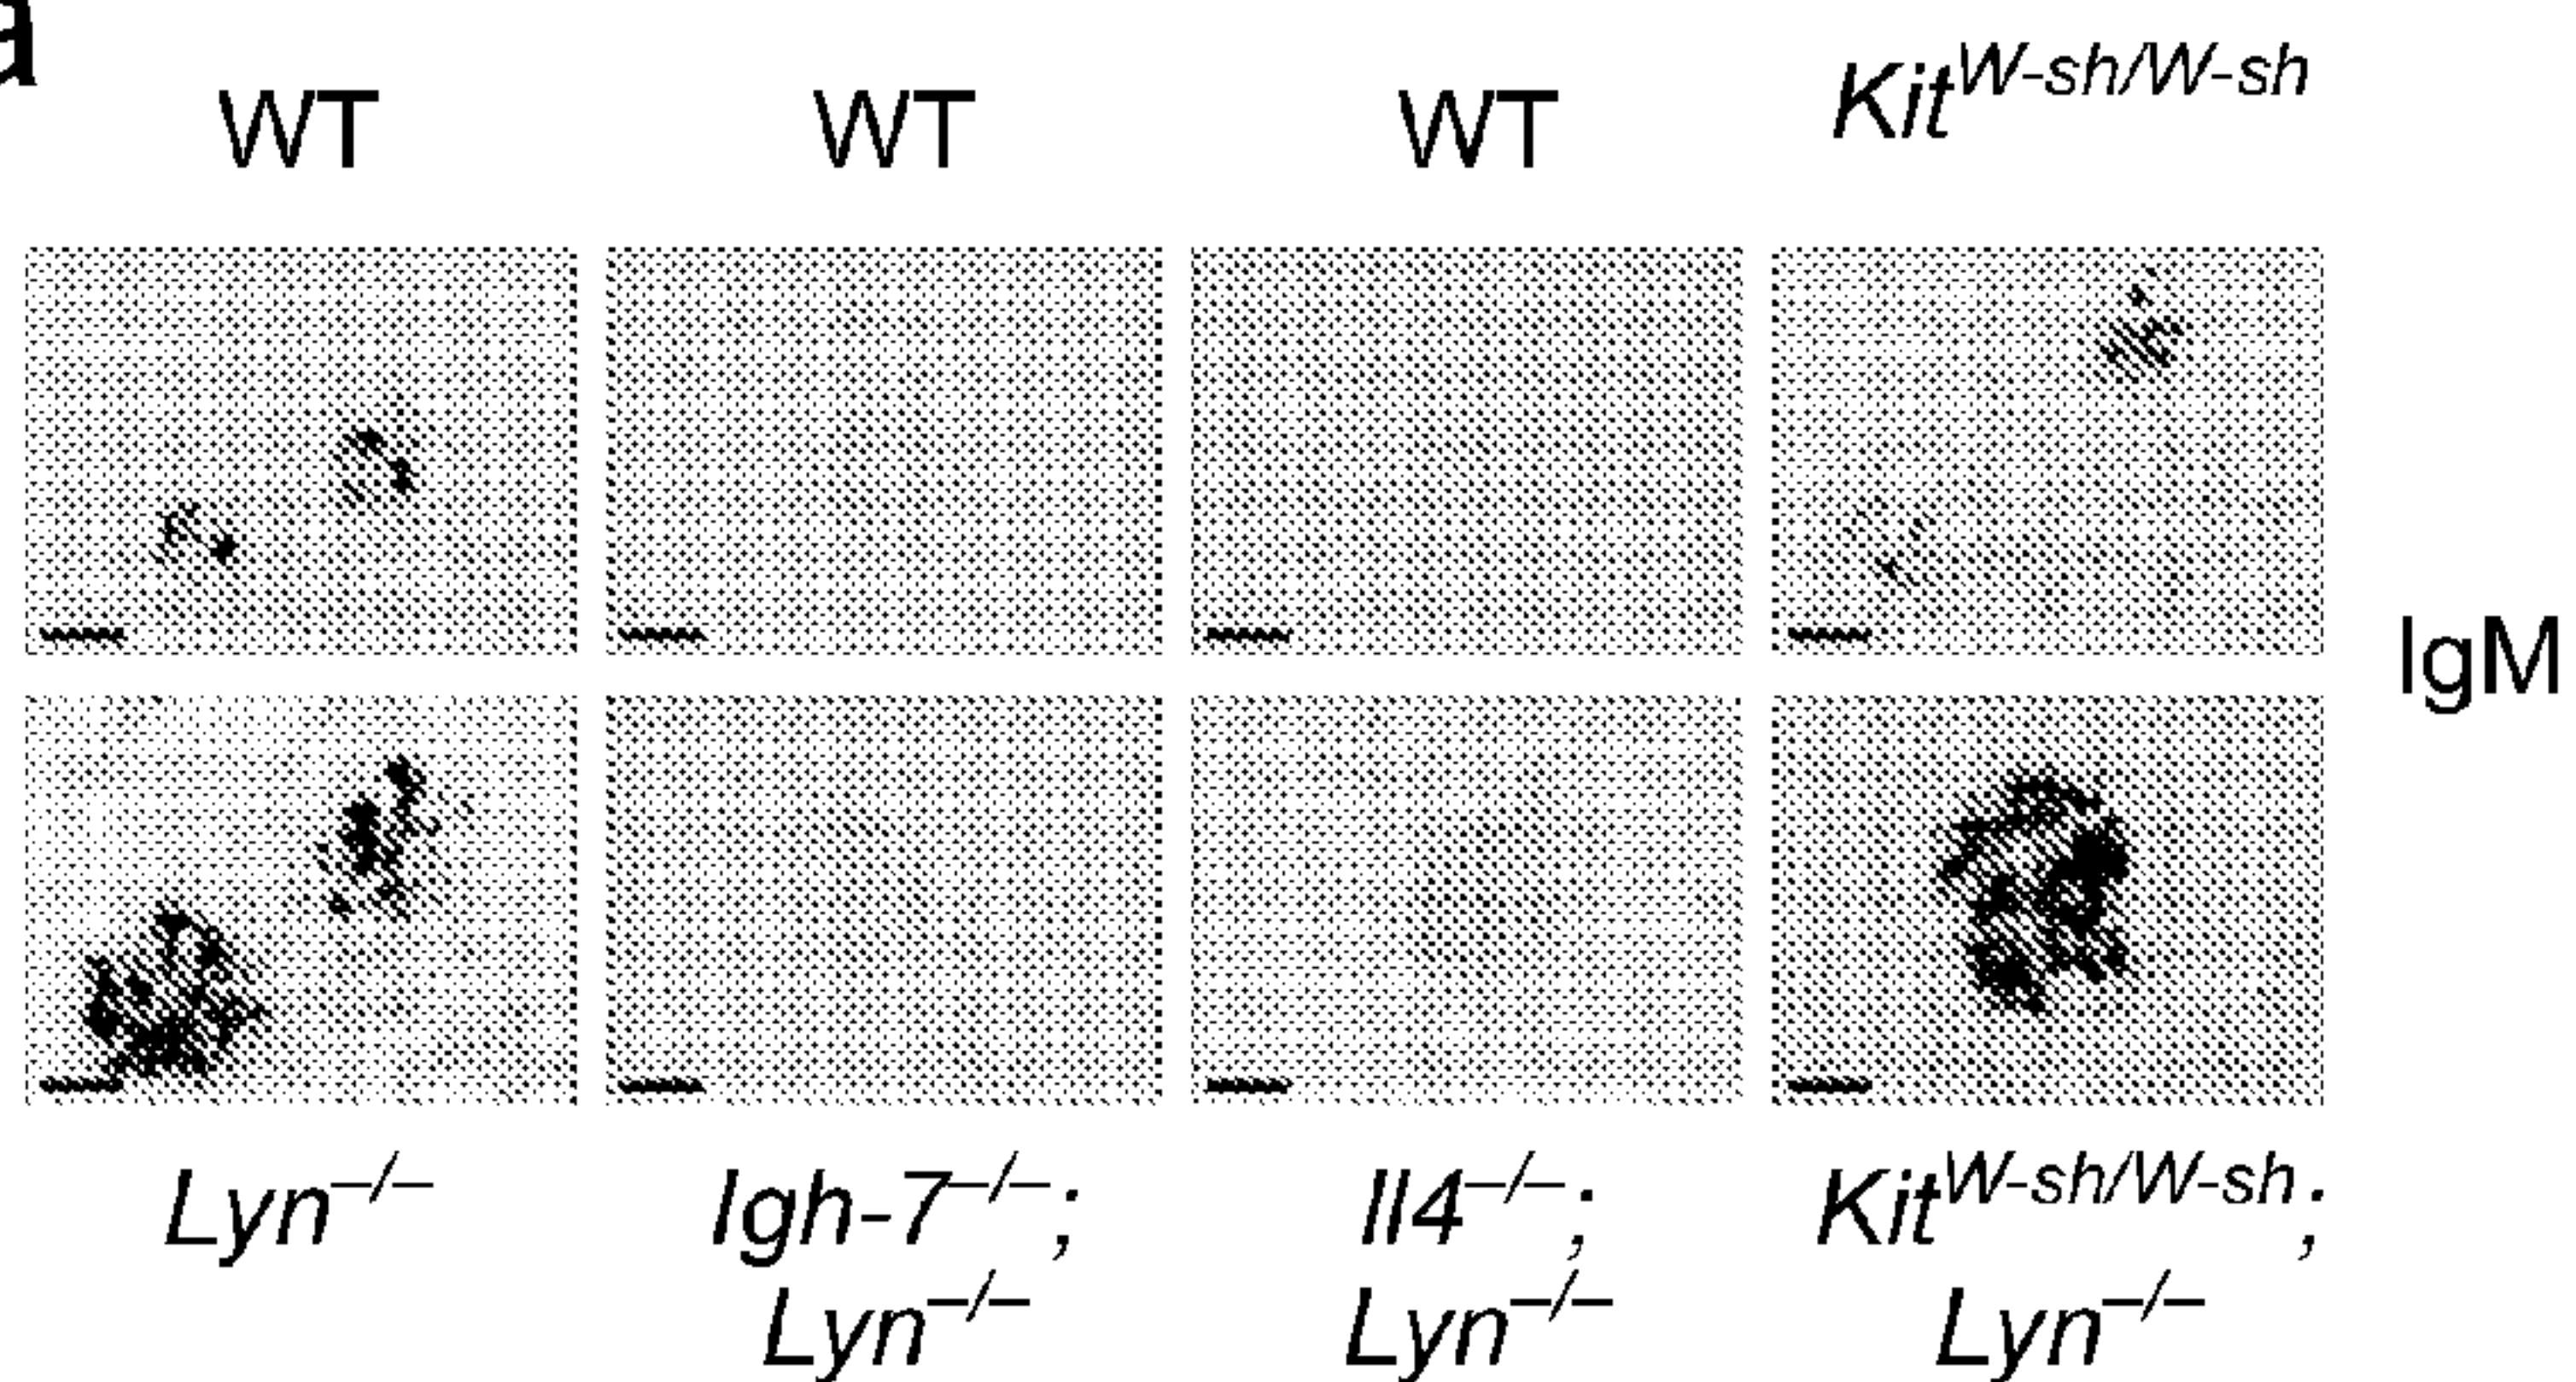 a
WT WT WT Kit^W-sh/W-sh
IgM
Lyn^–/– Igh-7^–/–; Il4^–/–; Kit^W-sh/W-sh;
Lyn^–/– Lyn^–/– Lyn^–/–